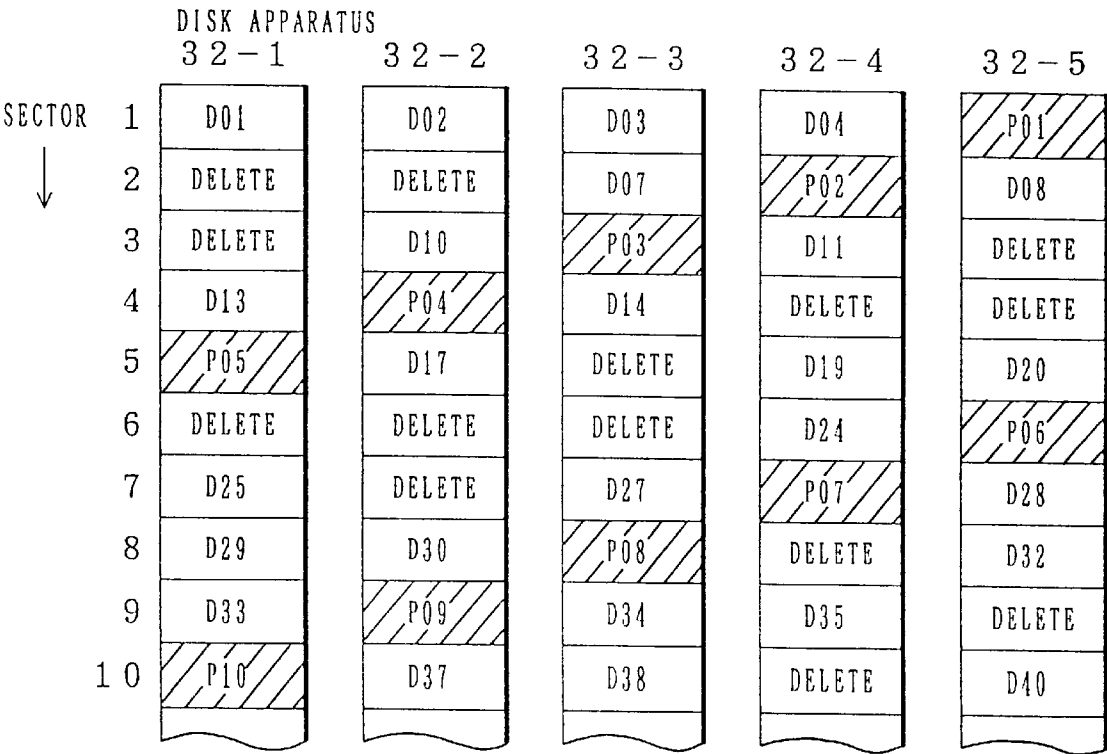 DISK APPARATUS
32-1 32-2 32-3 32-4 32-5
SECTOR 1 D01 D02 D03 D04 P01
2 DELETE DELETE D07 P02 D08
3 DELETE D10 P03 D11 DELETE
4 D13 P04 D14 DELETE DELETE
5 P05 D17 DELETE D19 D20
6 DELETE DELETE DELETE D24 P06
7 D25 DELETE D27 P07 D28
8 D29 D30 P08 DELETE D32
9 D33 P09 D34 D35 DELETE
10 P10 D37 D38 DELETE D40